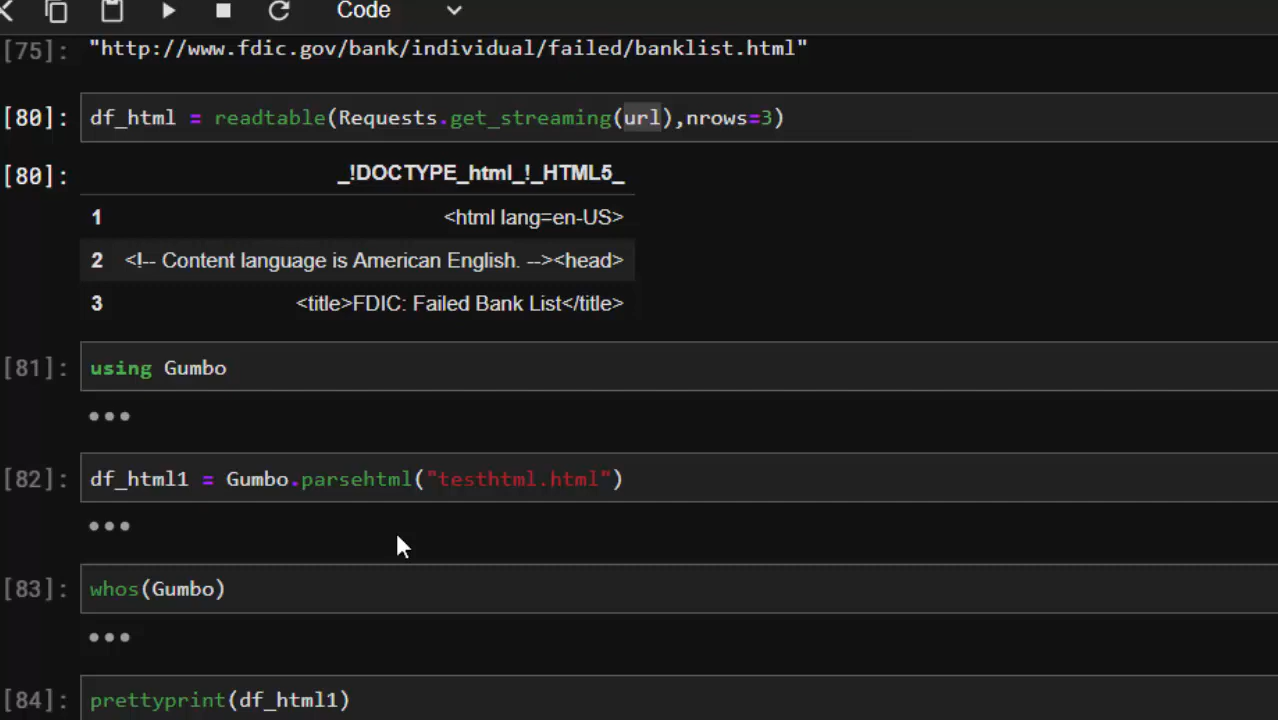 Code
[75]: "http://www.fdic.gov/bank/individual/failed/banklist.html"
[80]: df_html = readtable(Requests.get_streaming(url),nrows=3)
[80]: _!DOCTYPE_html_!_HTML5_
1 <html lang=en-US>
2 <!-- Content language is American English. --><head>
3 <title>FDIC: Failed Bank List</title>
[81]: using Gumbo
[82]: df_html1 = Gumbo.parsehtml("testhtml.html")
[83]: whos(Gumbo)
[84]: prettyprint(df_html1)